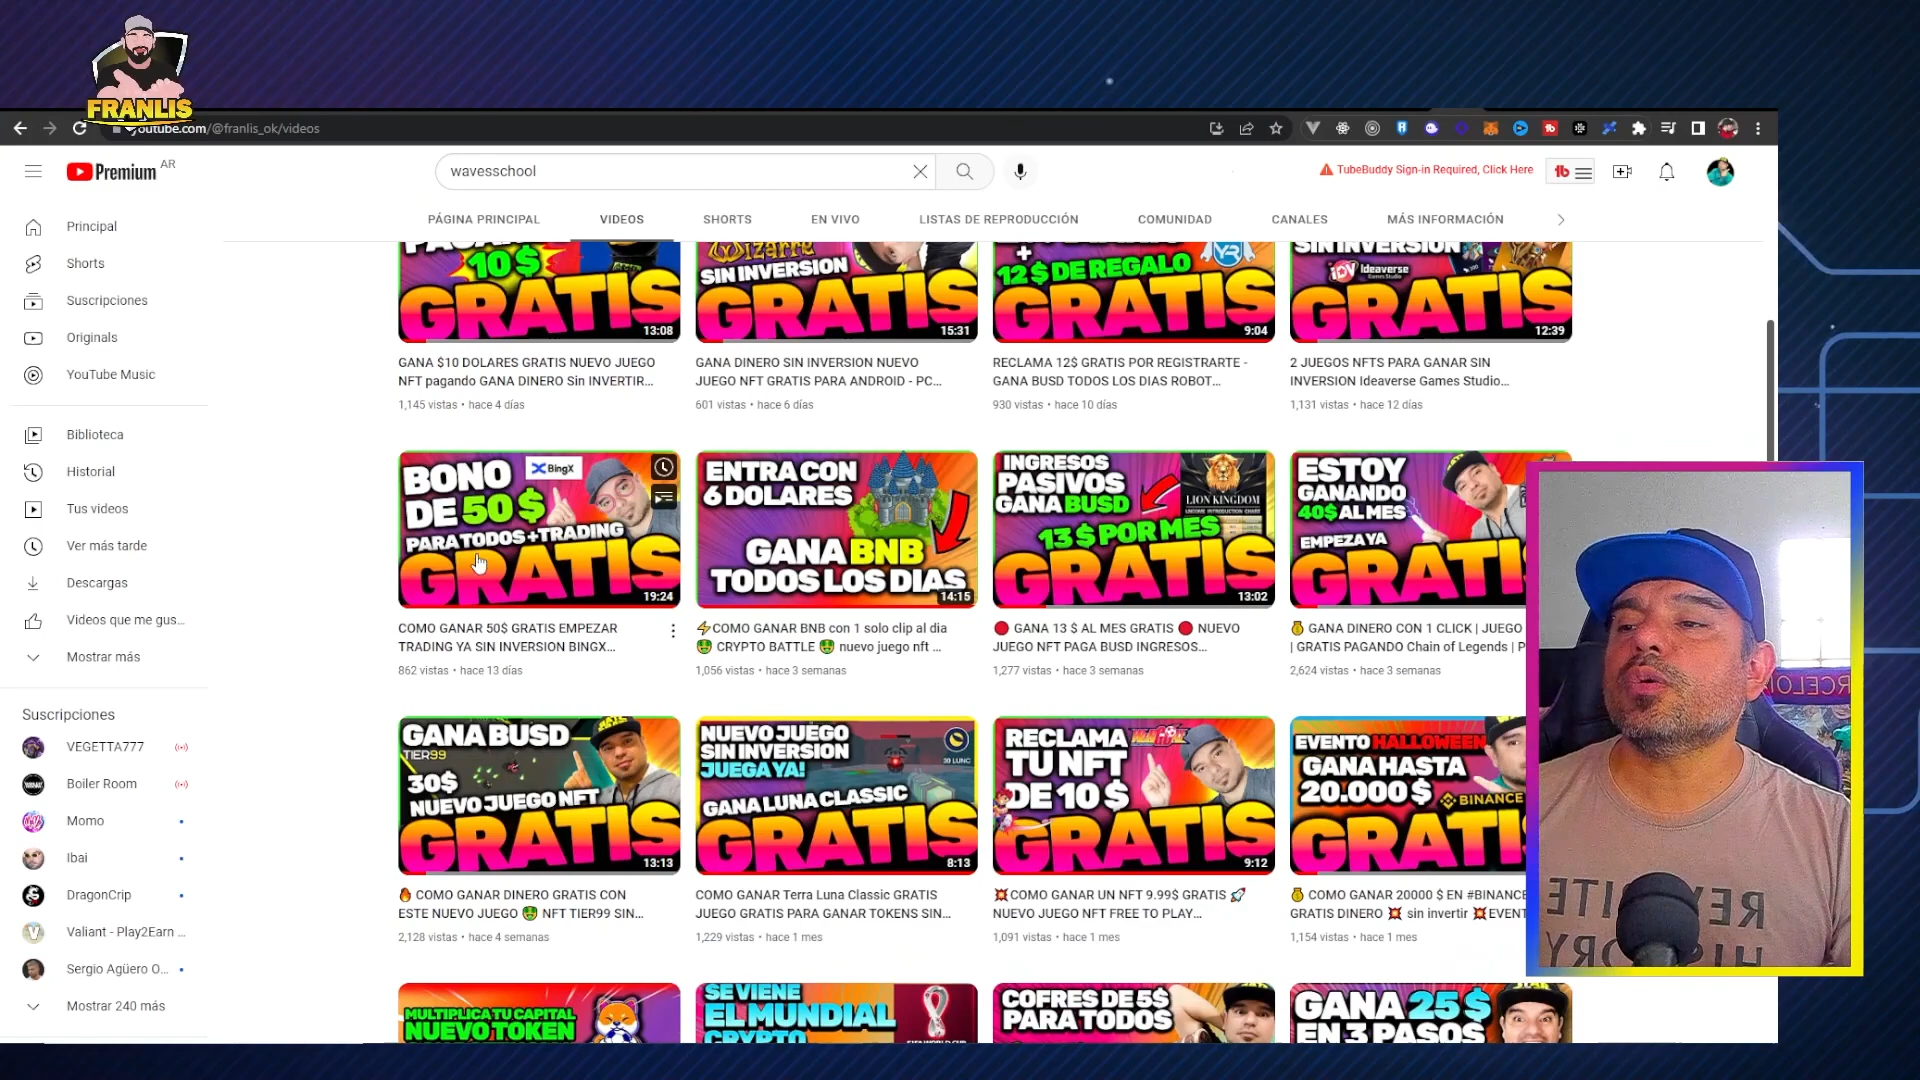 FRANLIS
youtube.com/@franlis_ok/videos
Premium AR
wavesschool
TubeBuddy Sign-in Required, Click Here
tb
PÁGINA PRINCIPAL
VIDEOS
SHORTS
EN VIVO
LISTAS DE REPRODUCCIÓN
COMUNIDAD
CANALES
MÁS INFORMACIÓN
Principal
Shorts
Suscripciones
Originals
YouTube Music
Biblioteca
Historial
Tus videos
Ver más tarde
Descargas
Videos que me gus...
Mostrar más
Suscripciones
VEGETTA777
Boiler Room
Momo
Ibai
DragonCrip
Valiant - Play2Earn ...
Sergio Agüero O...
Mostrar 240 más
10$
GRATIS
13:08
GANA $10 DOLARES GRATIS NUEVO JUEGO
NFT pagando GANA DINERO Sin INVERTIR...
1,145 vistas • hace 4 días
Wizarre
SIN INVERSION
GRATIS
15:31
GANA DINERO SIN INVERSION NUEVO
JUEGO NFT GRATIS PARA ANDROID - PC...
601 vistas • hace 6 días
+
12$ DE REGALO
GRATIS
9:04
RECLAMA 12$ GRATIS POR REGISTRARTE -
GANA BUSD TODOS LOS DIAS ROBOT...
930 vistas • hace 10 días
SIN INVERSION
Ideaverse
GRATIS
12:39
2 JUEGOS NFTS PARA GANAR SIN
INVERSION Ideaverse Games Studio...
1,131 vistas • hace 12 días
BONO
BingX
DE 50 $
PARA TODOS +TRADING
GRATIS
19:24
COMO GANAR 50$ GRATIS EMPEZAR
TRADING YA SIN INVERSION BINGX...
862 vistas • hace 13 días
ENTRA CON
6 DOLARES
GANA BNB
TODOS LOS DIAS
14:15
⚡COMO GANAR BNB con 1 solo clip al dia
🤑 CRYPTO BATTLE 🤑 nuevo juego nft ...
1,056 vistas • hace 3 semanas
INGRESOS
PASIVOS
GANA BUSD
LION KINGDOM
13 $ POR MES
GRATIS
13:02
🔴 GANA 13 $ AL MES GRATIS 🔴 NUEVO
JUEGO NFT PAGA BUSD INGRESOS...
1,277 vistas • hace 3 semanas
ESTOY
GANANDO
40$ AL MES
EMPEZA YA
GRATIS
💰 GANA DINERO CON 1 CLICK | JUEGO
| GRATIS PAGANDO Chain of Legends | P
2,624 vistas • hace 3 semanas
GANA BUSD
TIER99
30$
NUEVO JUEGO NFT
GRATIS
13:13
🔥 COMO GANAR DINERO GRATIS CON
ESTE NUEVO JUEGO 🤑 NFT TIER99 SIN...
2,128 vistas • hace 4 semanas
NUEVO JUEGO
SIN INVERSION
JUEGA YA!
30 LUNC
GANA LUNA CLASSIC
GRATIS
8:13
COMO GANAR Terra Luna Classic GRATIS
JUEGO GRATIS PARA GANAR TOKENS SIN...
1,229 vistas • hace 1 mes
RECLAMA
TU NFT
DE 10 $
GRATIS
9:12
💥COMO GANAR UN NFT 9.99$ GRATIS 🚀
NUEVO JUEGO NFT FREE TO PLAY...
1,091 vistas • hace 1 mes
EVENTO HALLOWEEN
GANA HASTA
20.000 $
BINANCE
GRATIS
💰 COMO GANAR 20000 $ EN #BINANCE
GRATIS DINERO 💥 sin invertir 💥EVENT
1,154 vistas • hace 1 mes
MULTIPLICA TU CAPITAL
NUEVO TOKEN
SE VIENE
EL MUNDIAL
CRYPTO
FIFA WORLD CUP
COFRES DE 5$
PARA TODOS
GANA 25 $
EN 3 PASOS
REWRITE
HISTORY